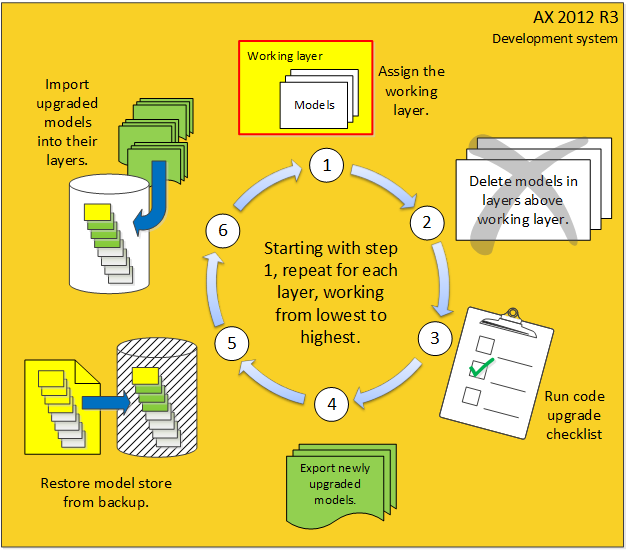 AX 2012 R3
Development system
Working layer
Models
Assign the
working
layer.
1
2
Delete models in
layers above
working layer.
3
Run code
upgrade
checklist
4
Export newly
upgraded
models.
5
Restore model store
from backup.
6
Import
upgraded
models
into their
layers.
Starting with step
1, repeat for each
layer, working
from lowest to
highest.